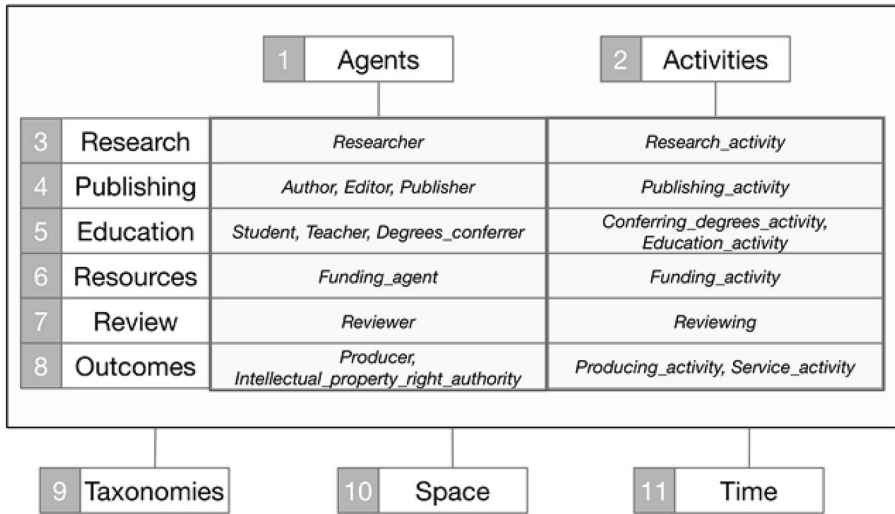 1 Agents
2 Activities
3 Research Researcher Research_activity
4 Publishing Author, Editor, Publisher Publishing_activity
5 Education Student, Teacher, Degrees_conferrer Conferring_degrees_activity,
Education_activity
6 Resources Funding_agent Funding_activity
7 Review Reviewer Reviewing
8 Outcomes Producer,
Intellectual_property_right_authority Producing_activity, Service_activity
9 Taxonomies
10 Space
11 Time